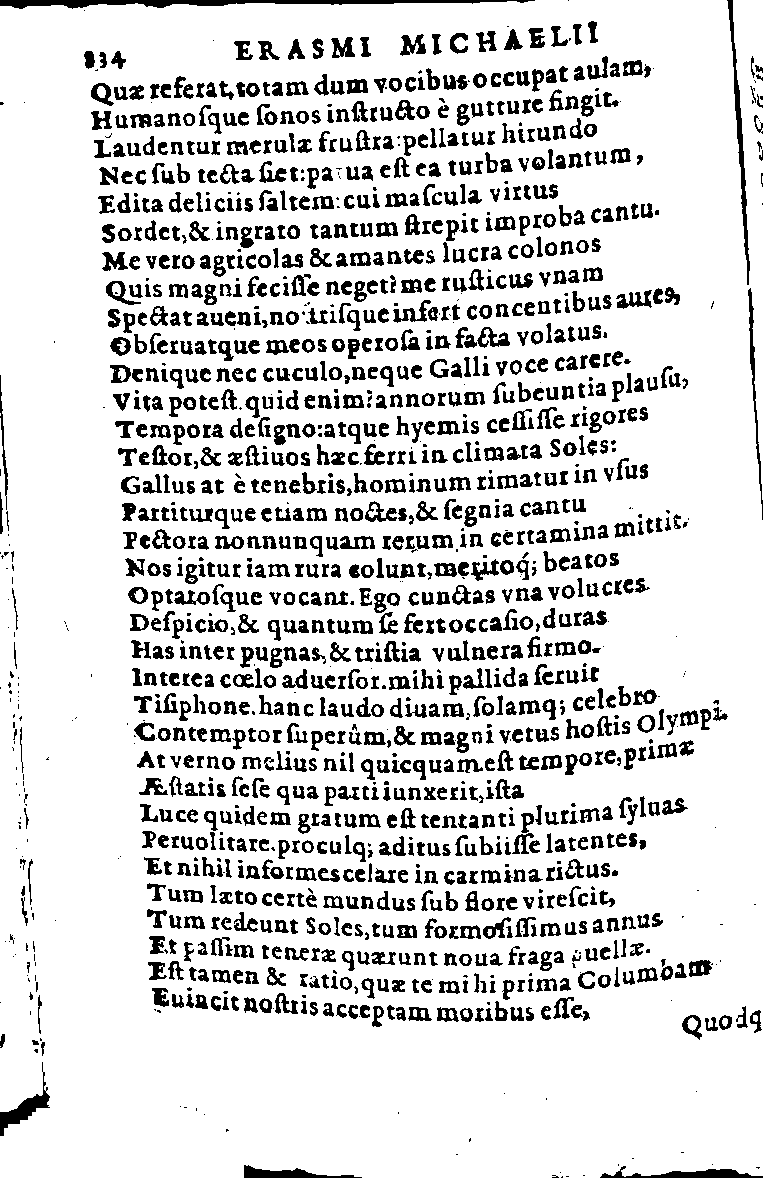 234 ERASMI MICHAELII
Quæ referat, totam dum vocibus occupat aulam,
Humanoſque ſonos inſtructo è gutture fingit.
Laudentur merulæ fruſtra: pellatur hirundo
Nec ſub tecta ſiet: parua eſt ea turba volantum,
Edita deliciis ſaltem: cui maſcula virtus
Sordet, & ingrato tantum ſtrepit improba cantu.
Me vero agricolas & amantes lucra colonos
Quis magni feciſſe neget? me ruſticus vnam
Spectat aueni, noſtriſque infert concentibus aures,
Obſeruatque meos operoſa in facta volatus.
Denique nec cuculo, neque Galli voce carere.
Vita poteſt. quid enim? annorum ſubeuntia plauſu,
Tempora deſigno: atque hyemis ceſſiſſe rigores
Teſtor, & æſtiuos hæc ferri in climata Soles:
Gallus at è tenebris, hominum rimatur in vſus
Partiturque etiam noctes, & ſegnia cantu
Pectora nonnunquam rerum in certamina mittit.
Nos igitur iam rura colunt, meritoq́; beatos
Optatoſque vocant. Ego cunctas vna volucres
Deſpicio, & quantum ſe fert occaſio, duras
Has inter pugnas, & triſtia vulnera firmo.
Interea cœlo aduerſor. mihi pallida ſeruit
Tiſiphone. hanc laudo diuam, ſolamq; celebro
Contemptor ſuperûm, & magni vetus hoſtis Olympi.
At verno melius nil quicquam eſt tempore, primæ
Æſtatis ſeſe qua parti iunxerit, iſta
Luce quidem gratum eſt tentanti plurima ſyluas
Peruolitare. proculq; aditus ſubiiſſe latentes,
Et nihil informes celare in carmina rictus.
Tum læto certè mundus ſub flore vireſcit,
Tum redeunt Soles, tum formoſiſſimus annus
Et paſſim teneræ quærunt noua fraga puellæ.
Eſt tamen & ratio, quæ te mihi prima Columbam
Euincit noſtris acceptam moribus eſſe,
Quodq